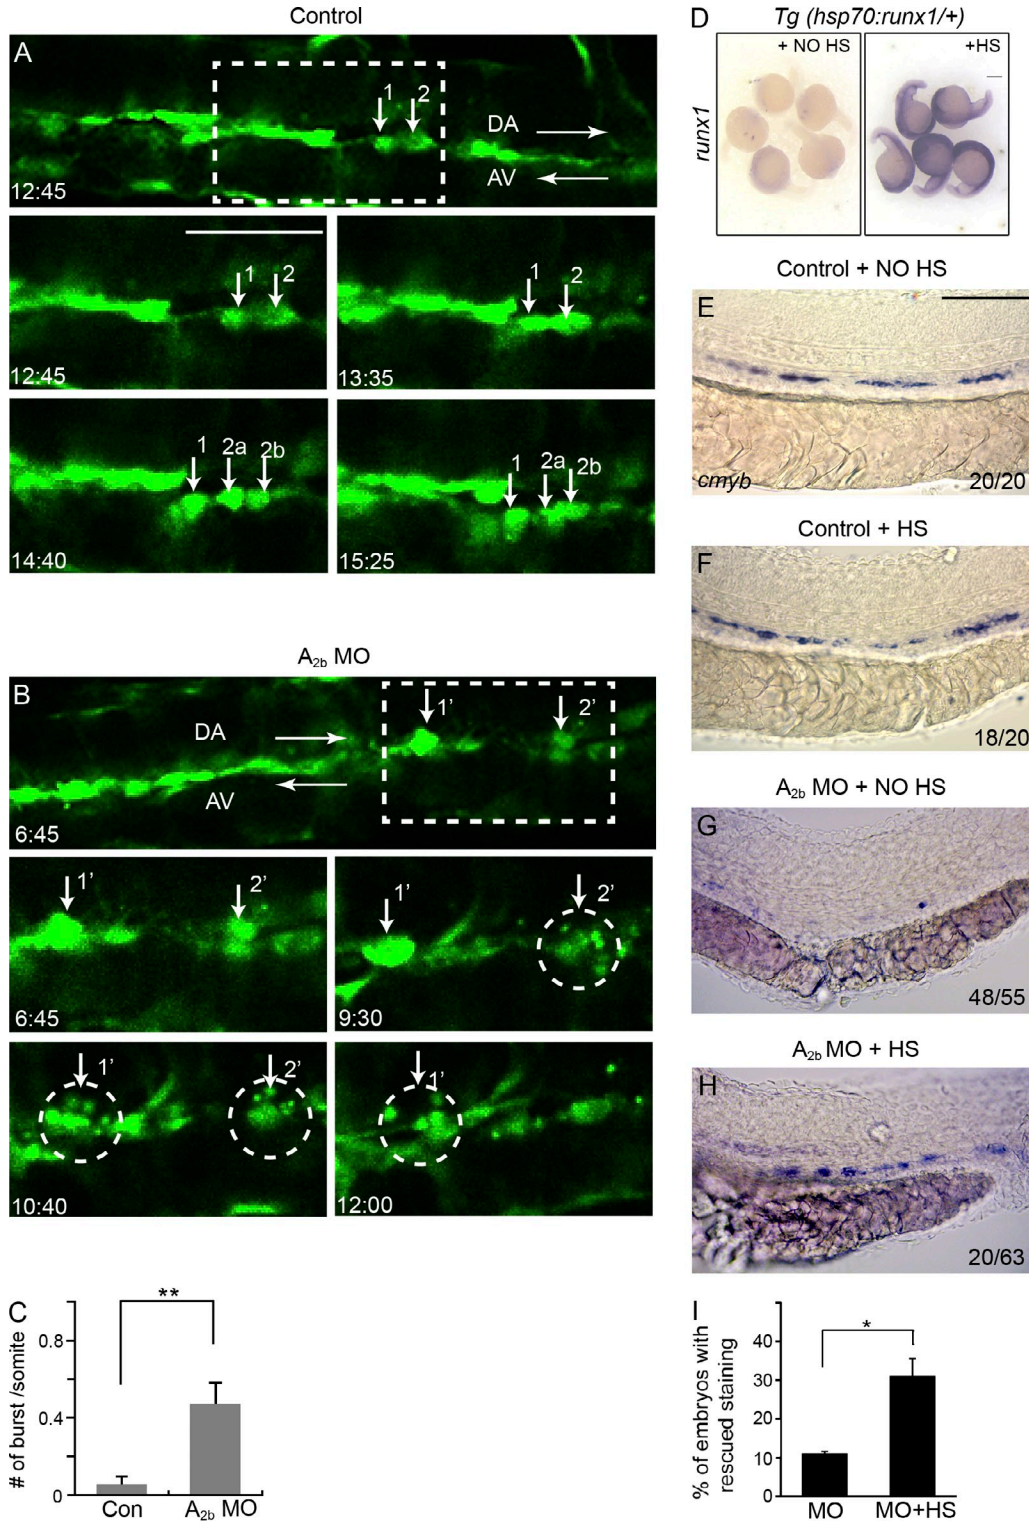 Control
A
1
2
DA
AV
12:45
1
2
12:45
1
2
13:35
1
2a
2b
14:40
1
2a
2b
15:25
A2b MO
B
1'
2'
DA
AV
6:45
1'
2'
6:45
1'
2'
9:30
1'
2'
10:40
1'
12:00
C
# of burst /somite
**
0.8
0.4
0
Con
A2b MO
D
Tg (hsp70:runx1/+)
runx1
+ NO HS
+HS
Control + NO HS
E
cmyb
20/20
Control + HS
F
18/20
A2b MO + NO HS
G
48/55
A2b MO + HS
H
20/63
I
% of embryos with
rescued staining
*
40
30
20
10
0
MO
MO+HS